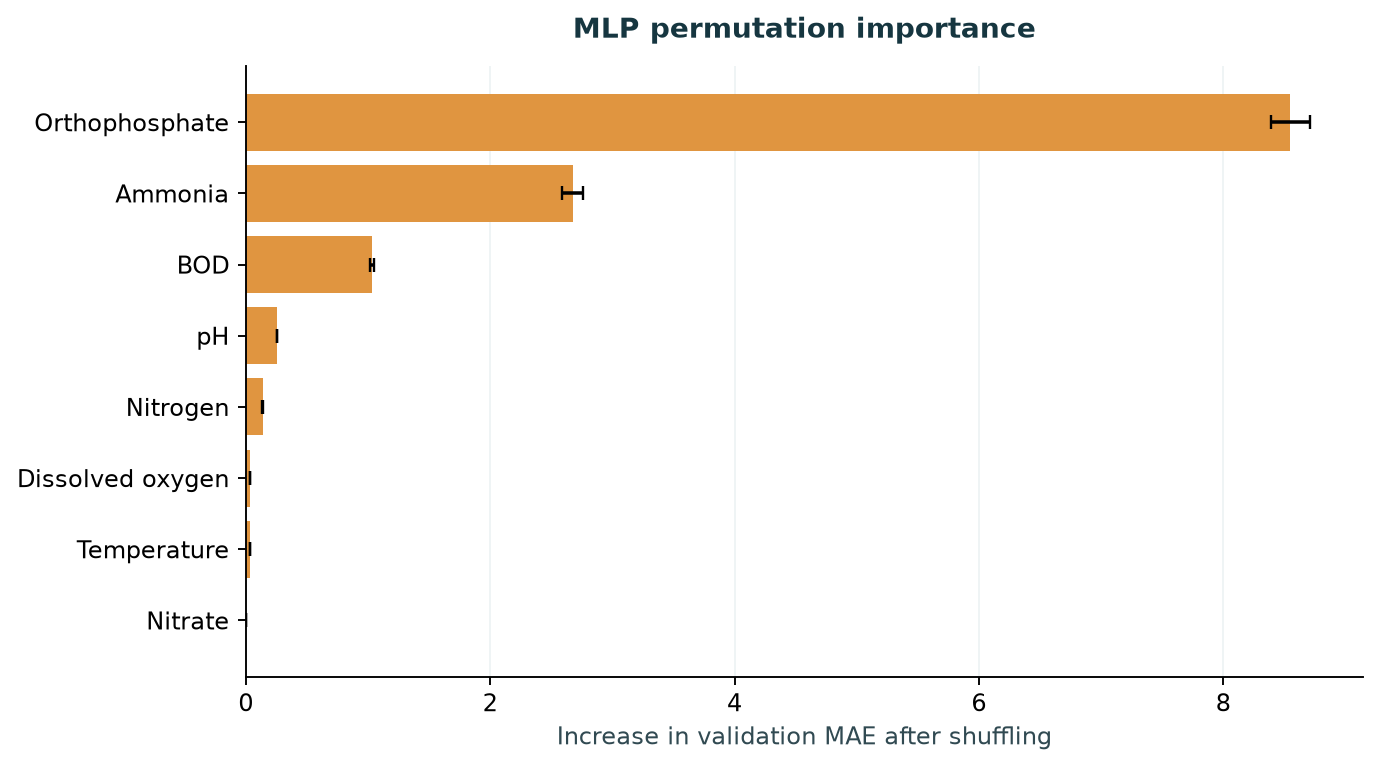 MLP permutation importance
Orthophosphate
Ammonia
BOD
pH
Nitrogen
Dissolved oxygen
Temperature
Nitrate
0 2 4 6 8
Increase in validation MAE after shuffling